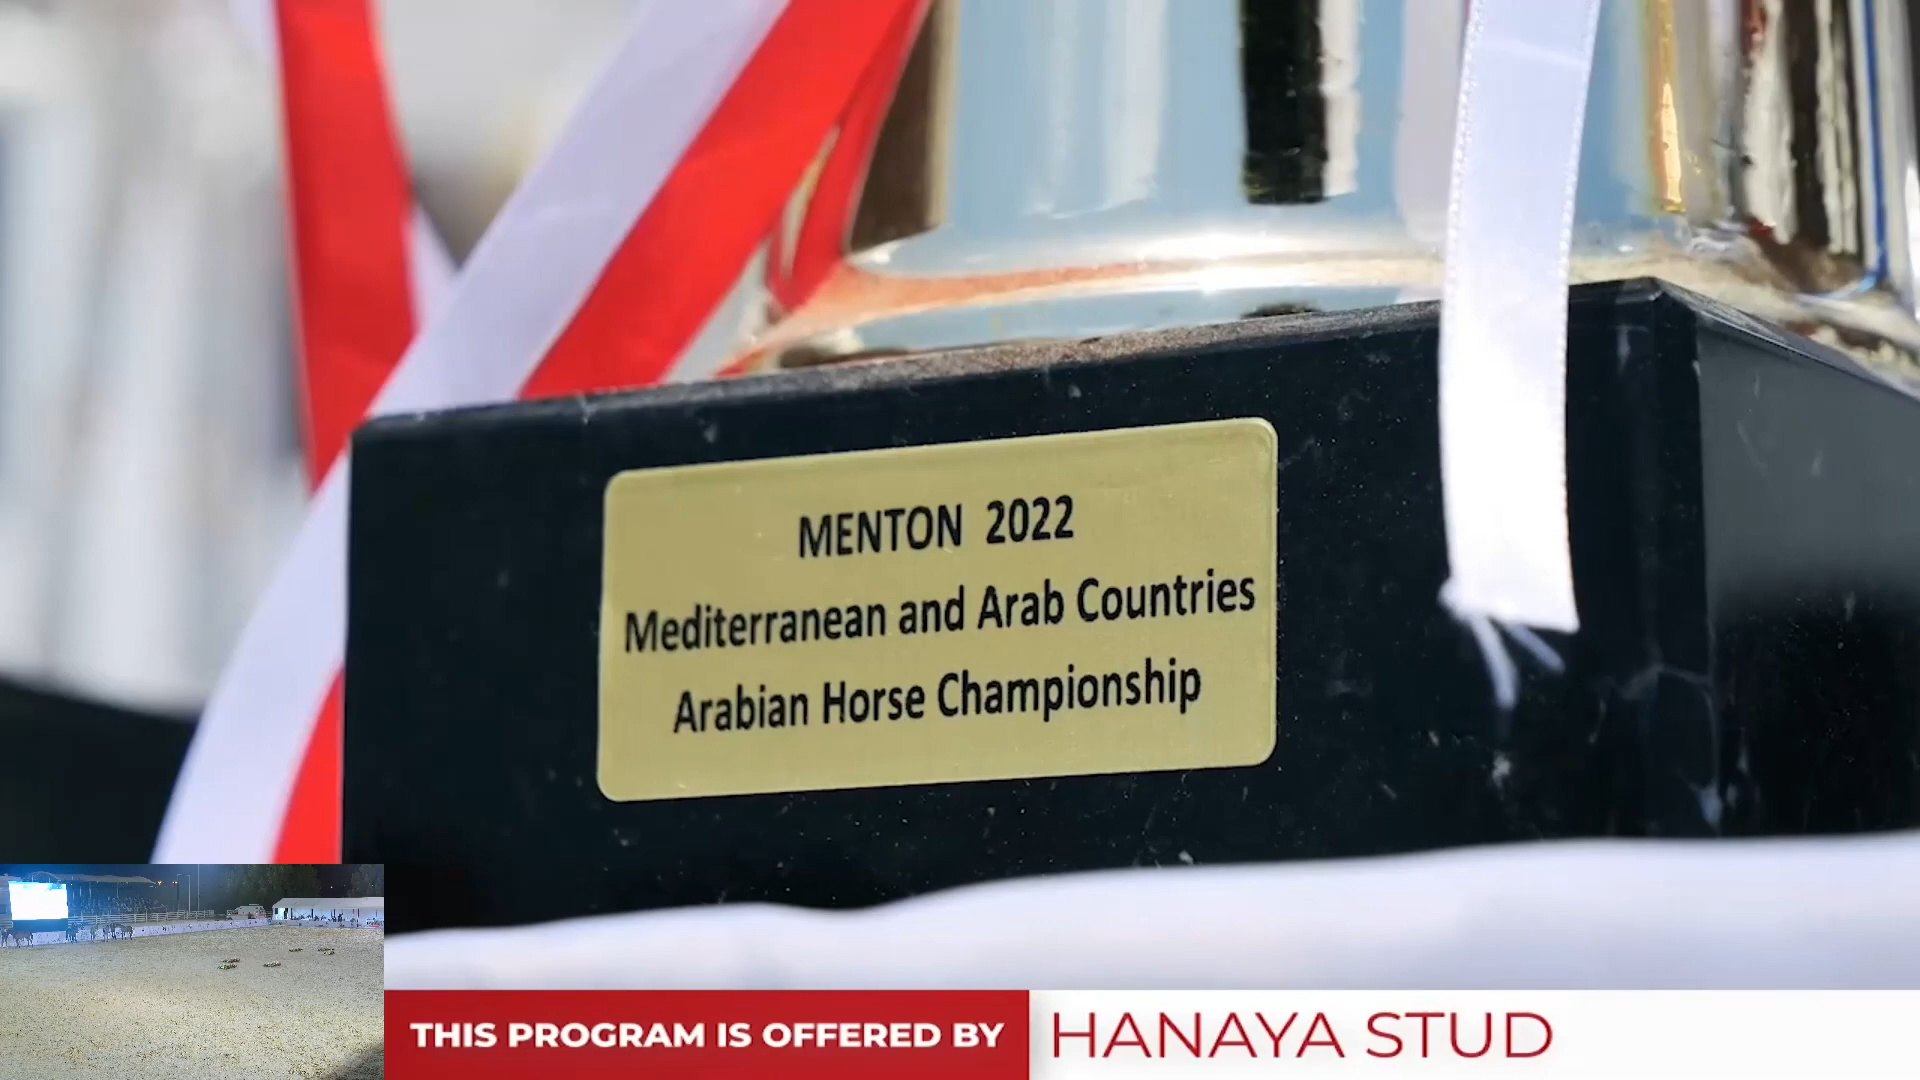 MENTON 2022
Mediterranean and Arab Countries
Arabian Horse Championship
THIS PROGRAM IS OFFERED BY HANAYA STUD